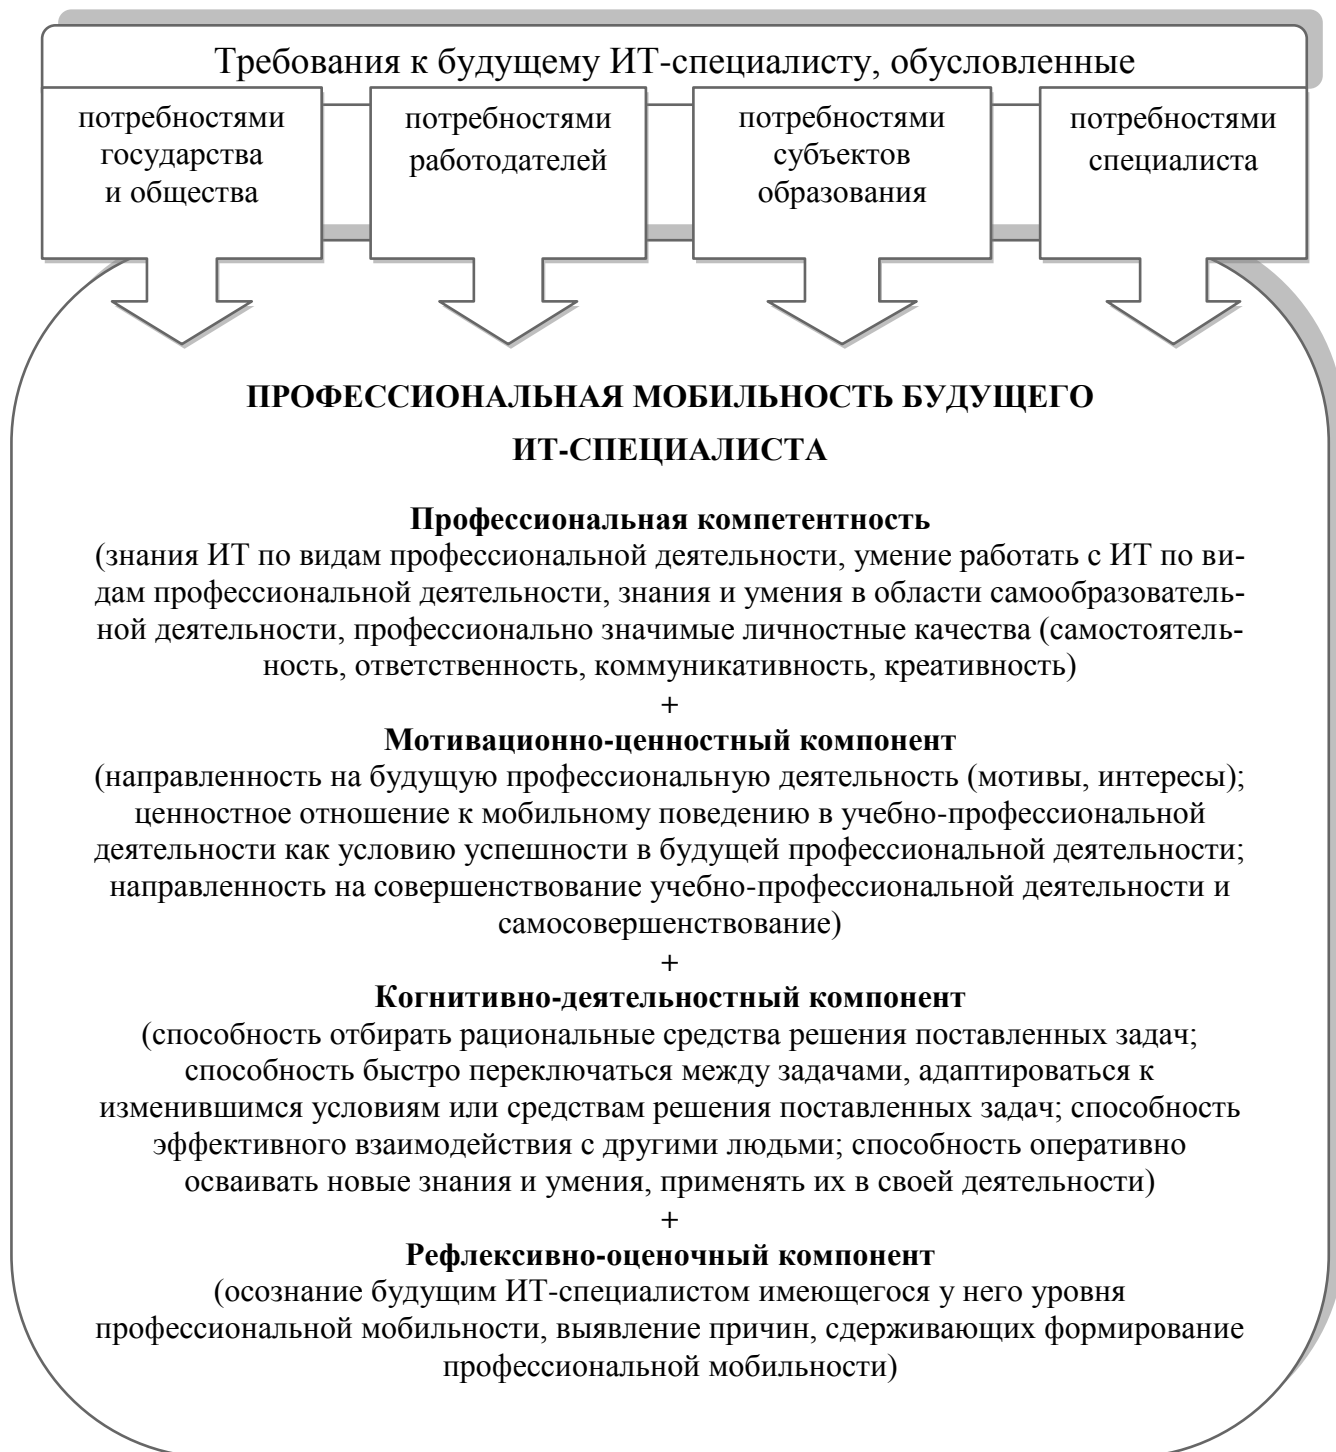 Требования к будущему ИТ-специалисту, обусловленные
потребностями
государства
и общества
потребностями
работодателей
потребностями
субъектов
образования
потребностями
специалиста
ПРОФЕССИОНАЛЬНАЯ МОБИЛЬНОСТЬ БУДУЩЕГО
ИТ-СПЕЦИАЛИСТА
Профессиональная компетентность
(знания ИТ по видам профессиональной деятельности, умение работать с ИТ по ви-
дам профессиональной деятельности, знания и умения в области самообразователь-
ной деятельности, профессионально значимые личностные качества (самостоятель-
ность, ответственность, коммуникативность, креативность)
+
Мотивационно-ценностный компонент
(направленность на будущую профессиональную деятельность (мотивы, интересы);
ценностное отношение к мобильному поведению в учебно-профессиональной
деятельности как условию успешности в будущей профессиональной деятельности;
направленность на совершенствование учебно-профессиональной деятельности и
самосовершенствование)
+
Когнитивно-деятельностный компонент
(способность отбирать рациональные средства решения поставленных задач;
способность быстро переключаться между задачами, адаптироваться к
изменившимся условиям или средствам решения поставленных задач; способность
эффективного взаимодействия с другими людьми; способность оперативно
осваивать новые знания и умения, применять их в своей деятельности)
+
Рефлексивно-оценочный компонент
(осознание будущим ИТ-специалистом имеющегося у него уровня
профессиональной мобильности, выявление причин, сдерживающих формирование
профессиональной мобильности)